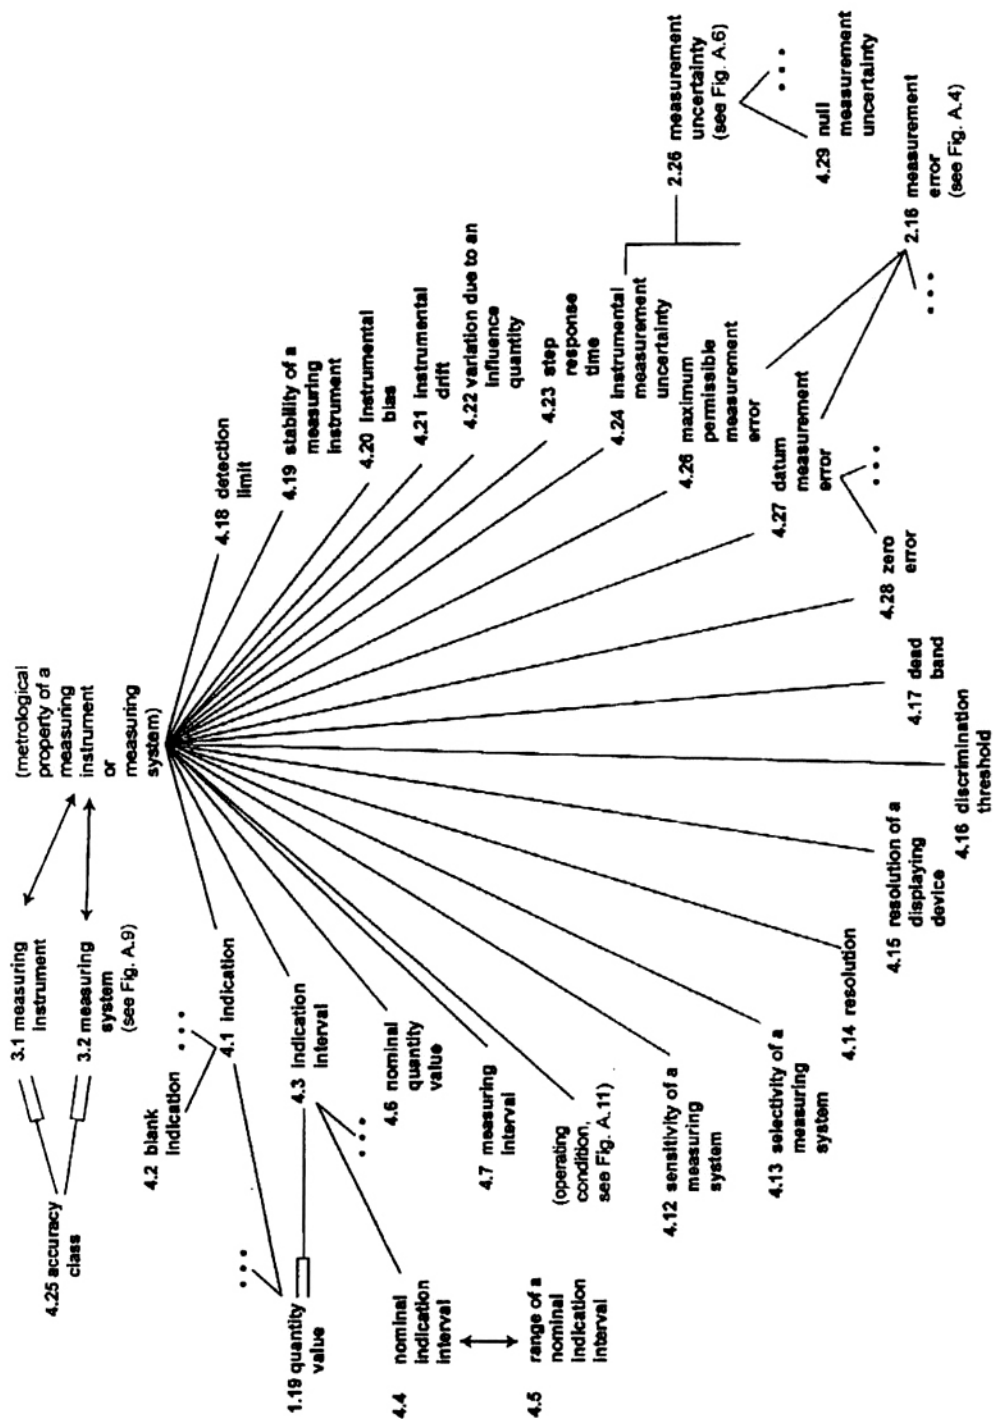 (metrological
property of a
measuring
instrument
or
measuring
system)
3.1 measuring
instrument
3.2 measuring
system
(see Fig. A.9)
4.25 accuracy
class
4.2 blank
indication
• • •
4.1 indication
• • •
1.19 quantity
value
4.3 indication
interval
• • •
4.4 nominal
indication
interval
4.5 range of a
nominal
indication
interval
4.6 nominal
quantity
value
4.7 measuring
interval
(operating
condition,
see Fig. A.11)
4.12 sensitivity of a
measuring
system
4.13 selectivity of a
measuring
system
4.14 resolution
4.15 resolution of a
displaying
device
4.16 discrimination
threshold
4.17 dead
band
4.28 zero
error
• • •
4.27 datum
measurement
error
4.26 maximum
permissible
measurement
error
4.24 instrumental
measurement
uncertainty
4.23 step
response
time
4.22 variation due to an
influence
quantity
4.21 instrumental
drift
4.20 instrumental
bias
4.19 stability of a
measuring
instrument
4.18 detection
limit
2.26 measurement
uncertainty
(see Fig. A.6)
• • •
4.29 null
measurement
uncertainty
2.16 measurement
error
(see Fig. A.4)
• • •